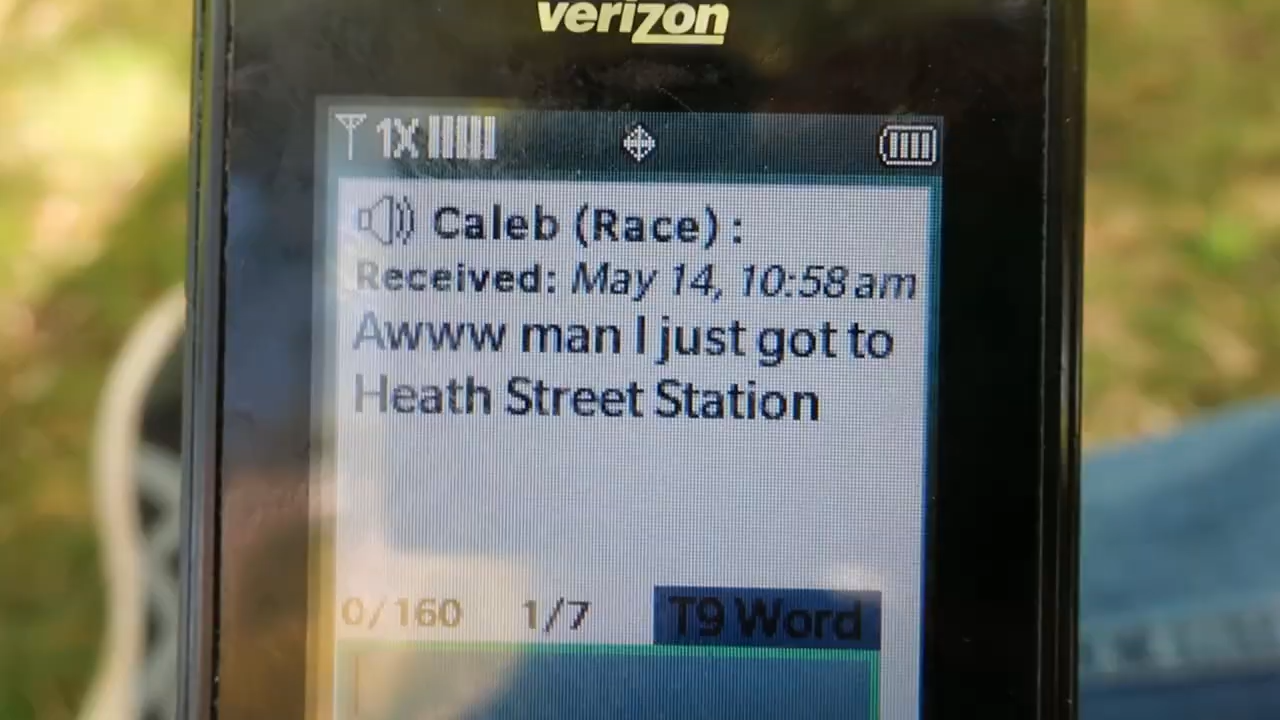 verizon
1X
Caleb (Race) :
Received: May 14, 10:58 am
Awww man I just got to
Heath Street Station
0/160 1/7 T9 Word